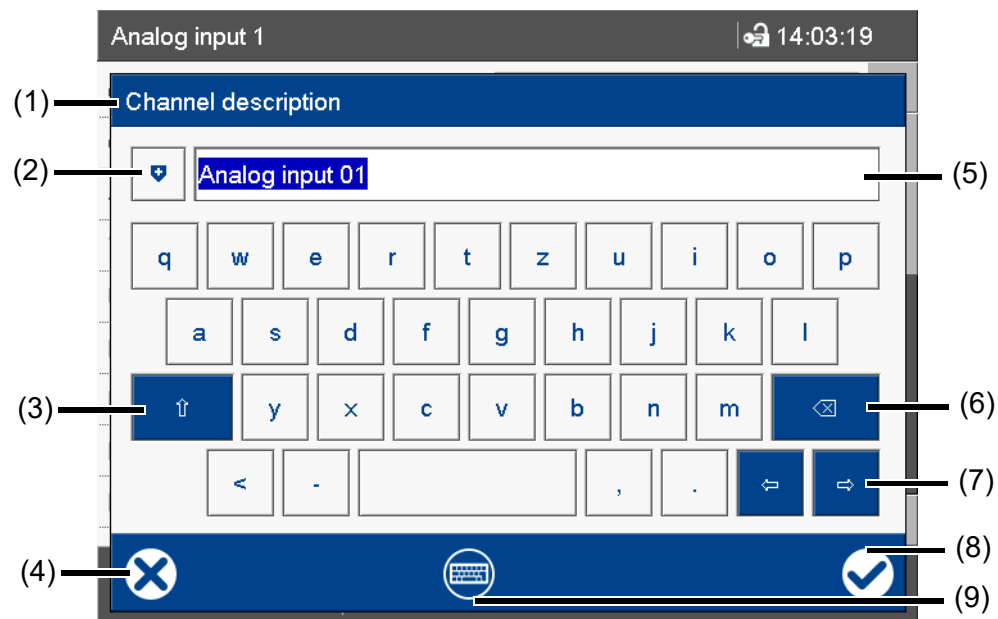 Analog input 1 14:03:19
(1) Channel description
(2) Analog input 01 (5)
q w e r t z u i o p
a s d f g h j k l
(3) y x c v b n m (6)
< - , . (7)
(4) (8)
(9)